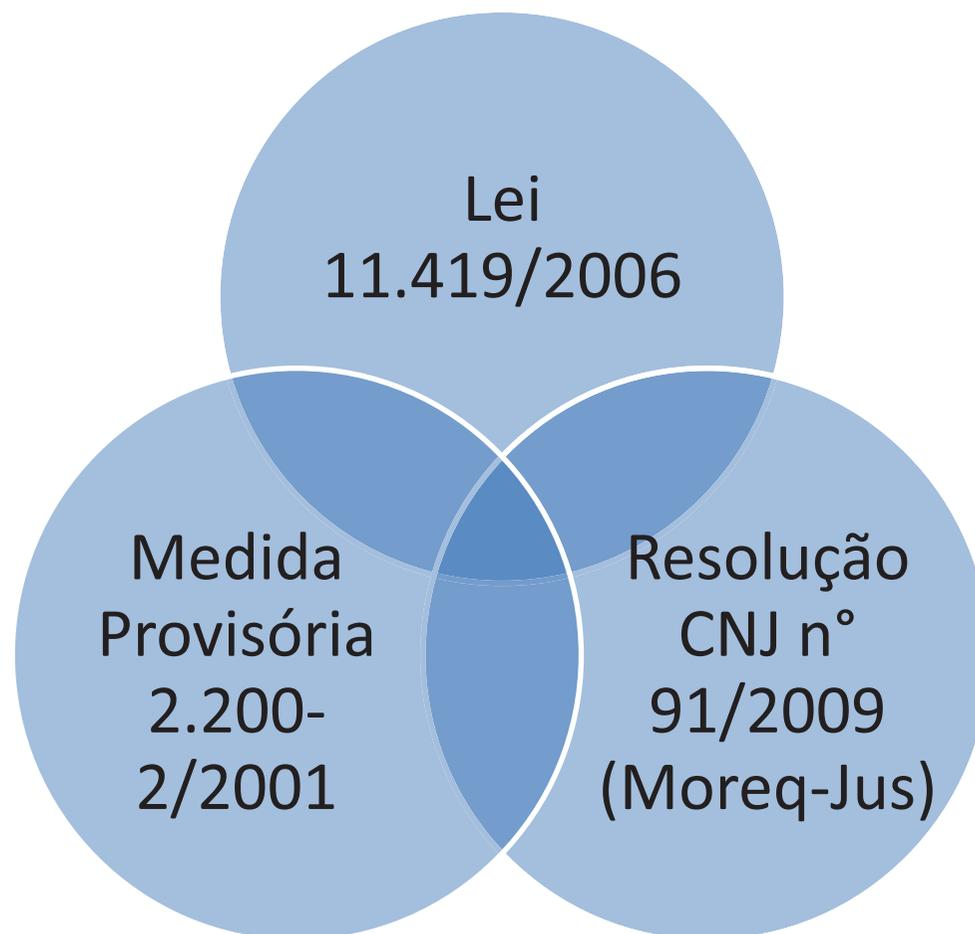 Lei
11.419/2006
Medida
Provisória
2.200-
2/2001
Resolução
CNJ n°
91/2009
(Moreq-Jus)